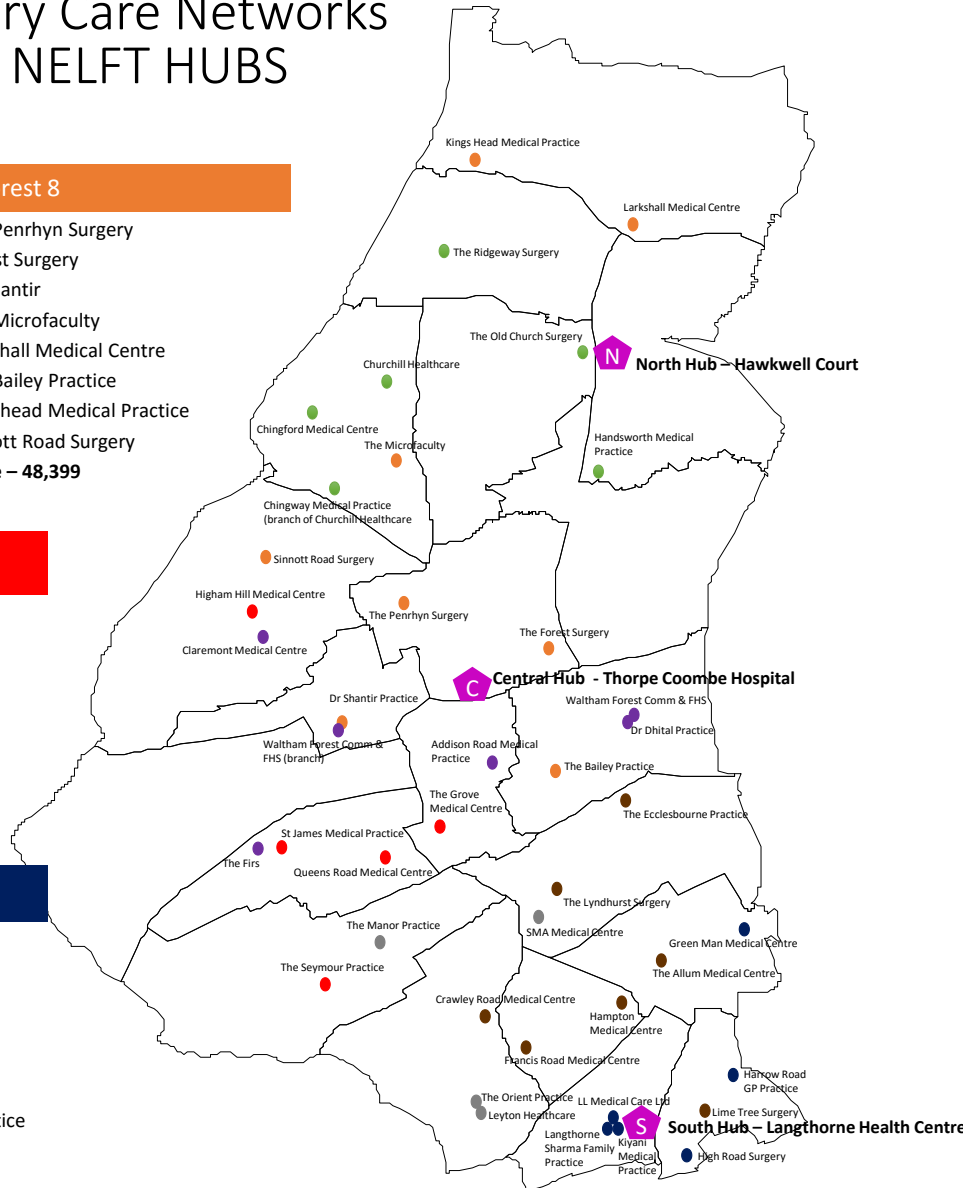 ry Care Networks
NELFT HUBS
rest 8
Penrhyn Surgery
st Surgery
antir
Microfaculty
hall Medical Centre
Bailey Practice
head Medical Practice
ott Road Surgery
e – 48,399
tice
Kings Head Medical Practice
Larkshall Medical Centre
The Ridgeway Surgery
The Old Church Surgery
N
North Hub – Hawkwell Court
Churchill Healthcare
Chingford Medical Centre
The Microfaculty
Handsworth Medical
Practice
Chingway Medical Practice
(branch of Churchill Healthcare
Sinnott Road Surgery
Higham Hill Medical Centre
The Penrhyn Surgery
Claremont Medical Centre
The Forest Surgery
C
Central Hub - Thorpe Coombe Hospital
Dr Shantir Practice
Waltham Forest Comm & FHS
Dr Dhital Practice
Waltham Forest Comm &
FHS (branch)
Addison Road Medical
Practice
The Bailey Practice
The Grove
Medical Centre
The Ecclesbourne Practice
St James Medical Practice
The Firs
Queens Road Medical Centre
The Lyndhurst Surgery
The Manor Practice
SMA Medical Centre
Green Man Medical Centre
The Seymour Practice
The Allum Medical Centre
Crawley Road Medical Centre
Hampton
Medical Centre
Francis Road Medical Centre
Harrow Road
GP Practice
The Orient Practice
LL Medical Care Ltd
Leyton Healthcare
Lime Tree Surgery
S
South Hub – Langthorne Health Centre
Langthorne
Sharma Family
Practice
Kiyani
Medical
Practice
High Road Surgery